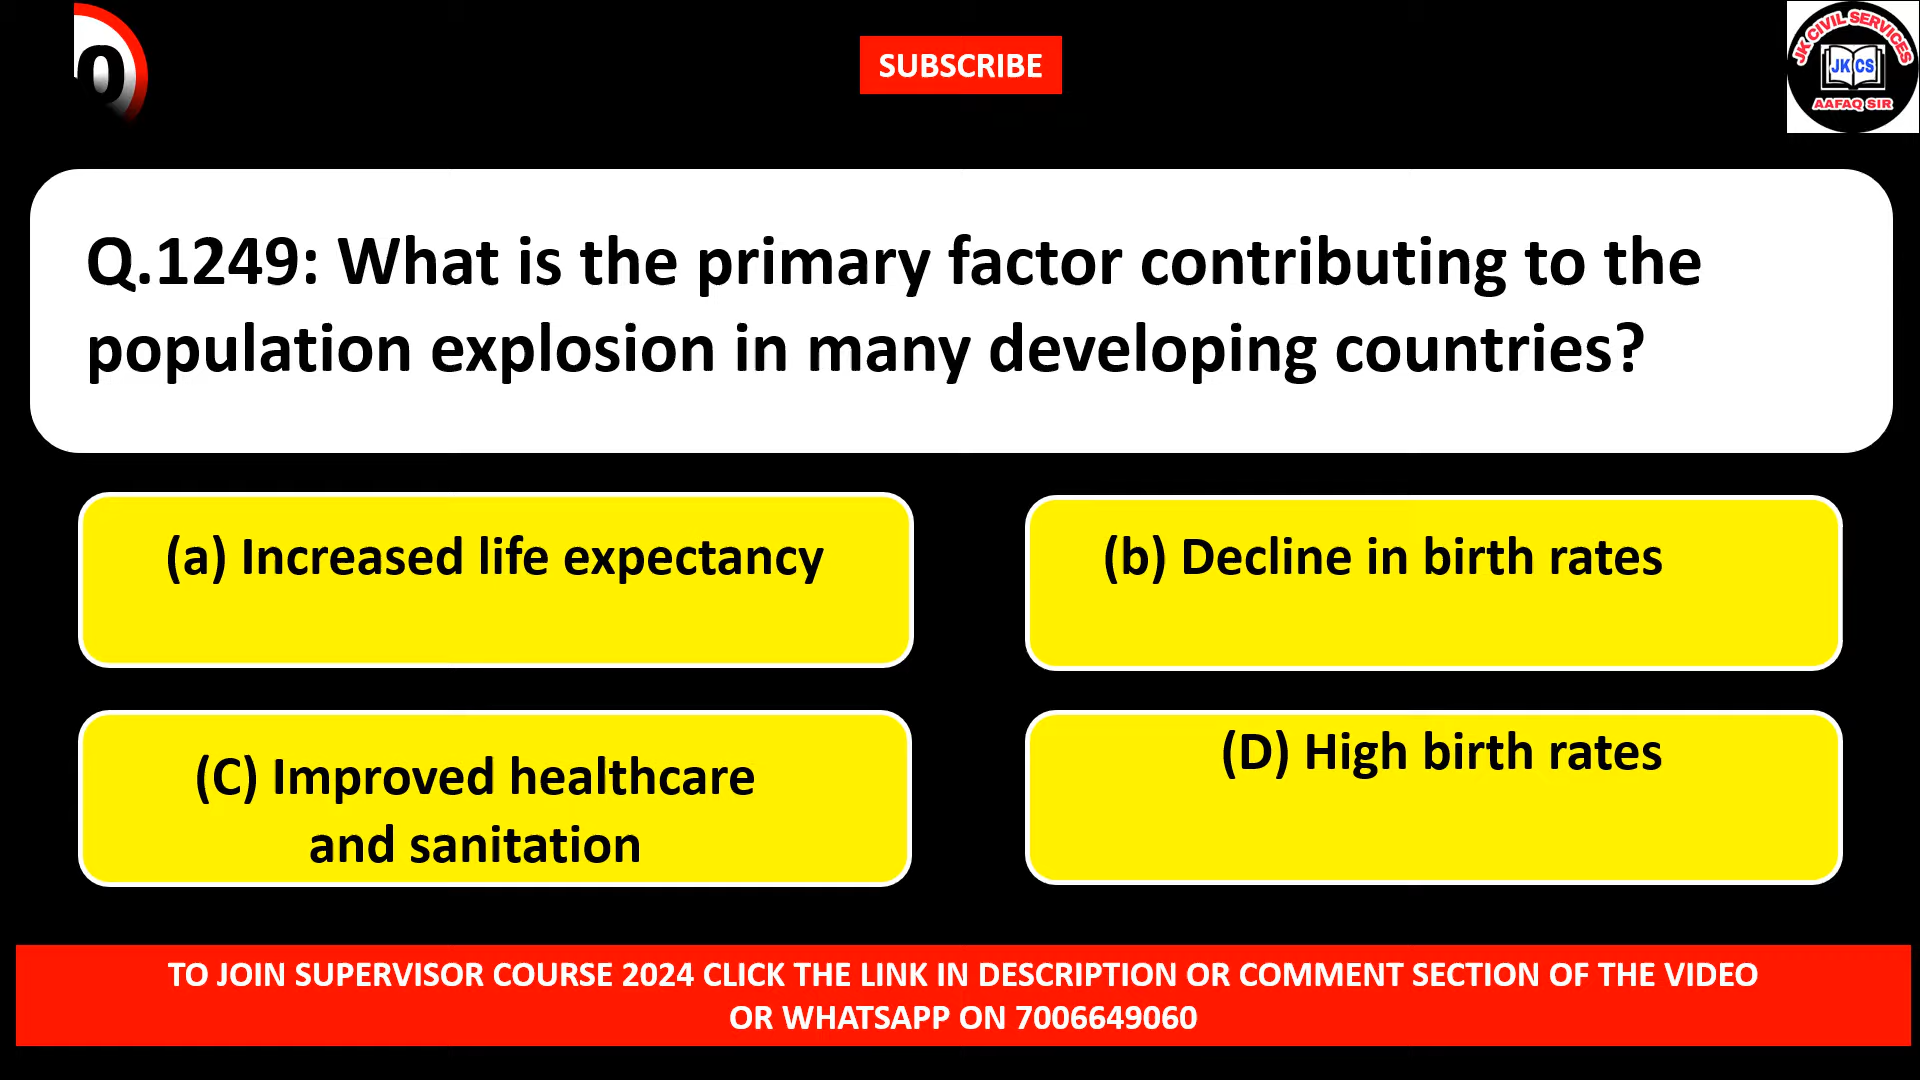 0
SUBSCRIBE
JK CIVIL SERVICES
JK CS
AAFAQ SIR
Q.1249: What is the primary factor contributing to the
population explosion in many developing countries?
(a) Increased life expectancy
(b) Decline in birth rates
(C) Improved healthcare
and sanitation
(D) High birth rates
TO JOIN SUPERVISOR COURSE 2024 CLICK THE LINK IN DESCRIPTION OR COMMENT SECTION OF THE VIDEO
OR WHATSAPP ON 7006649060